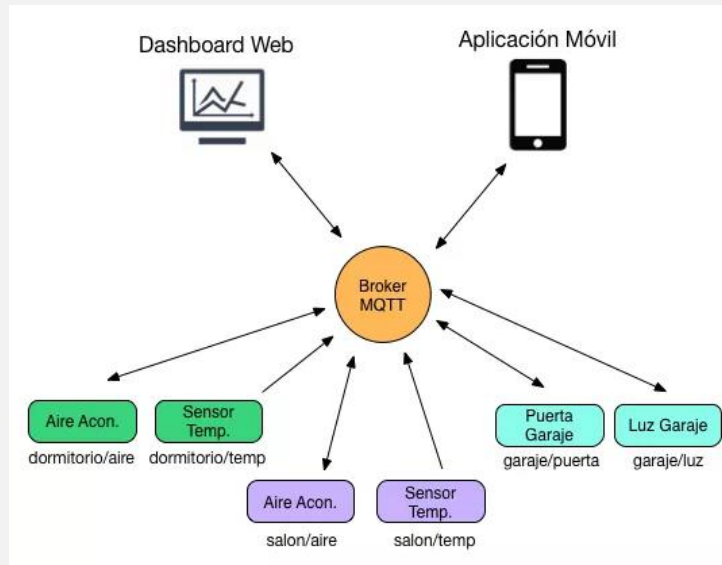 Dashboard Web
Aplicación Móvil
Broker
MQTT
Aire Acon.
dormitorio/aire
Sensor
Temp.
dormitorio/temp
Aire Acon.
salon/aire
Sensor
Temp.
salon/temp
Puerta
Garaje
garaje/puerta
Luz Garaje
garaje/luz